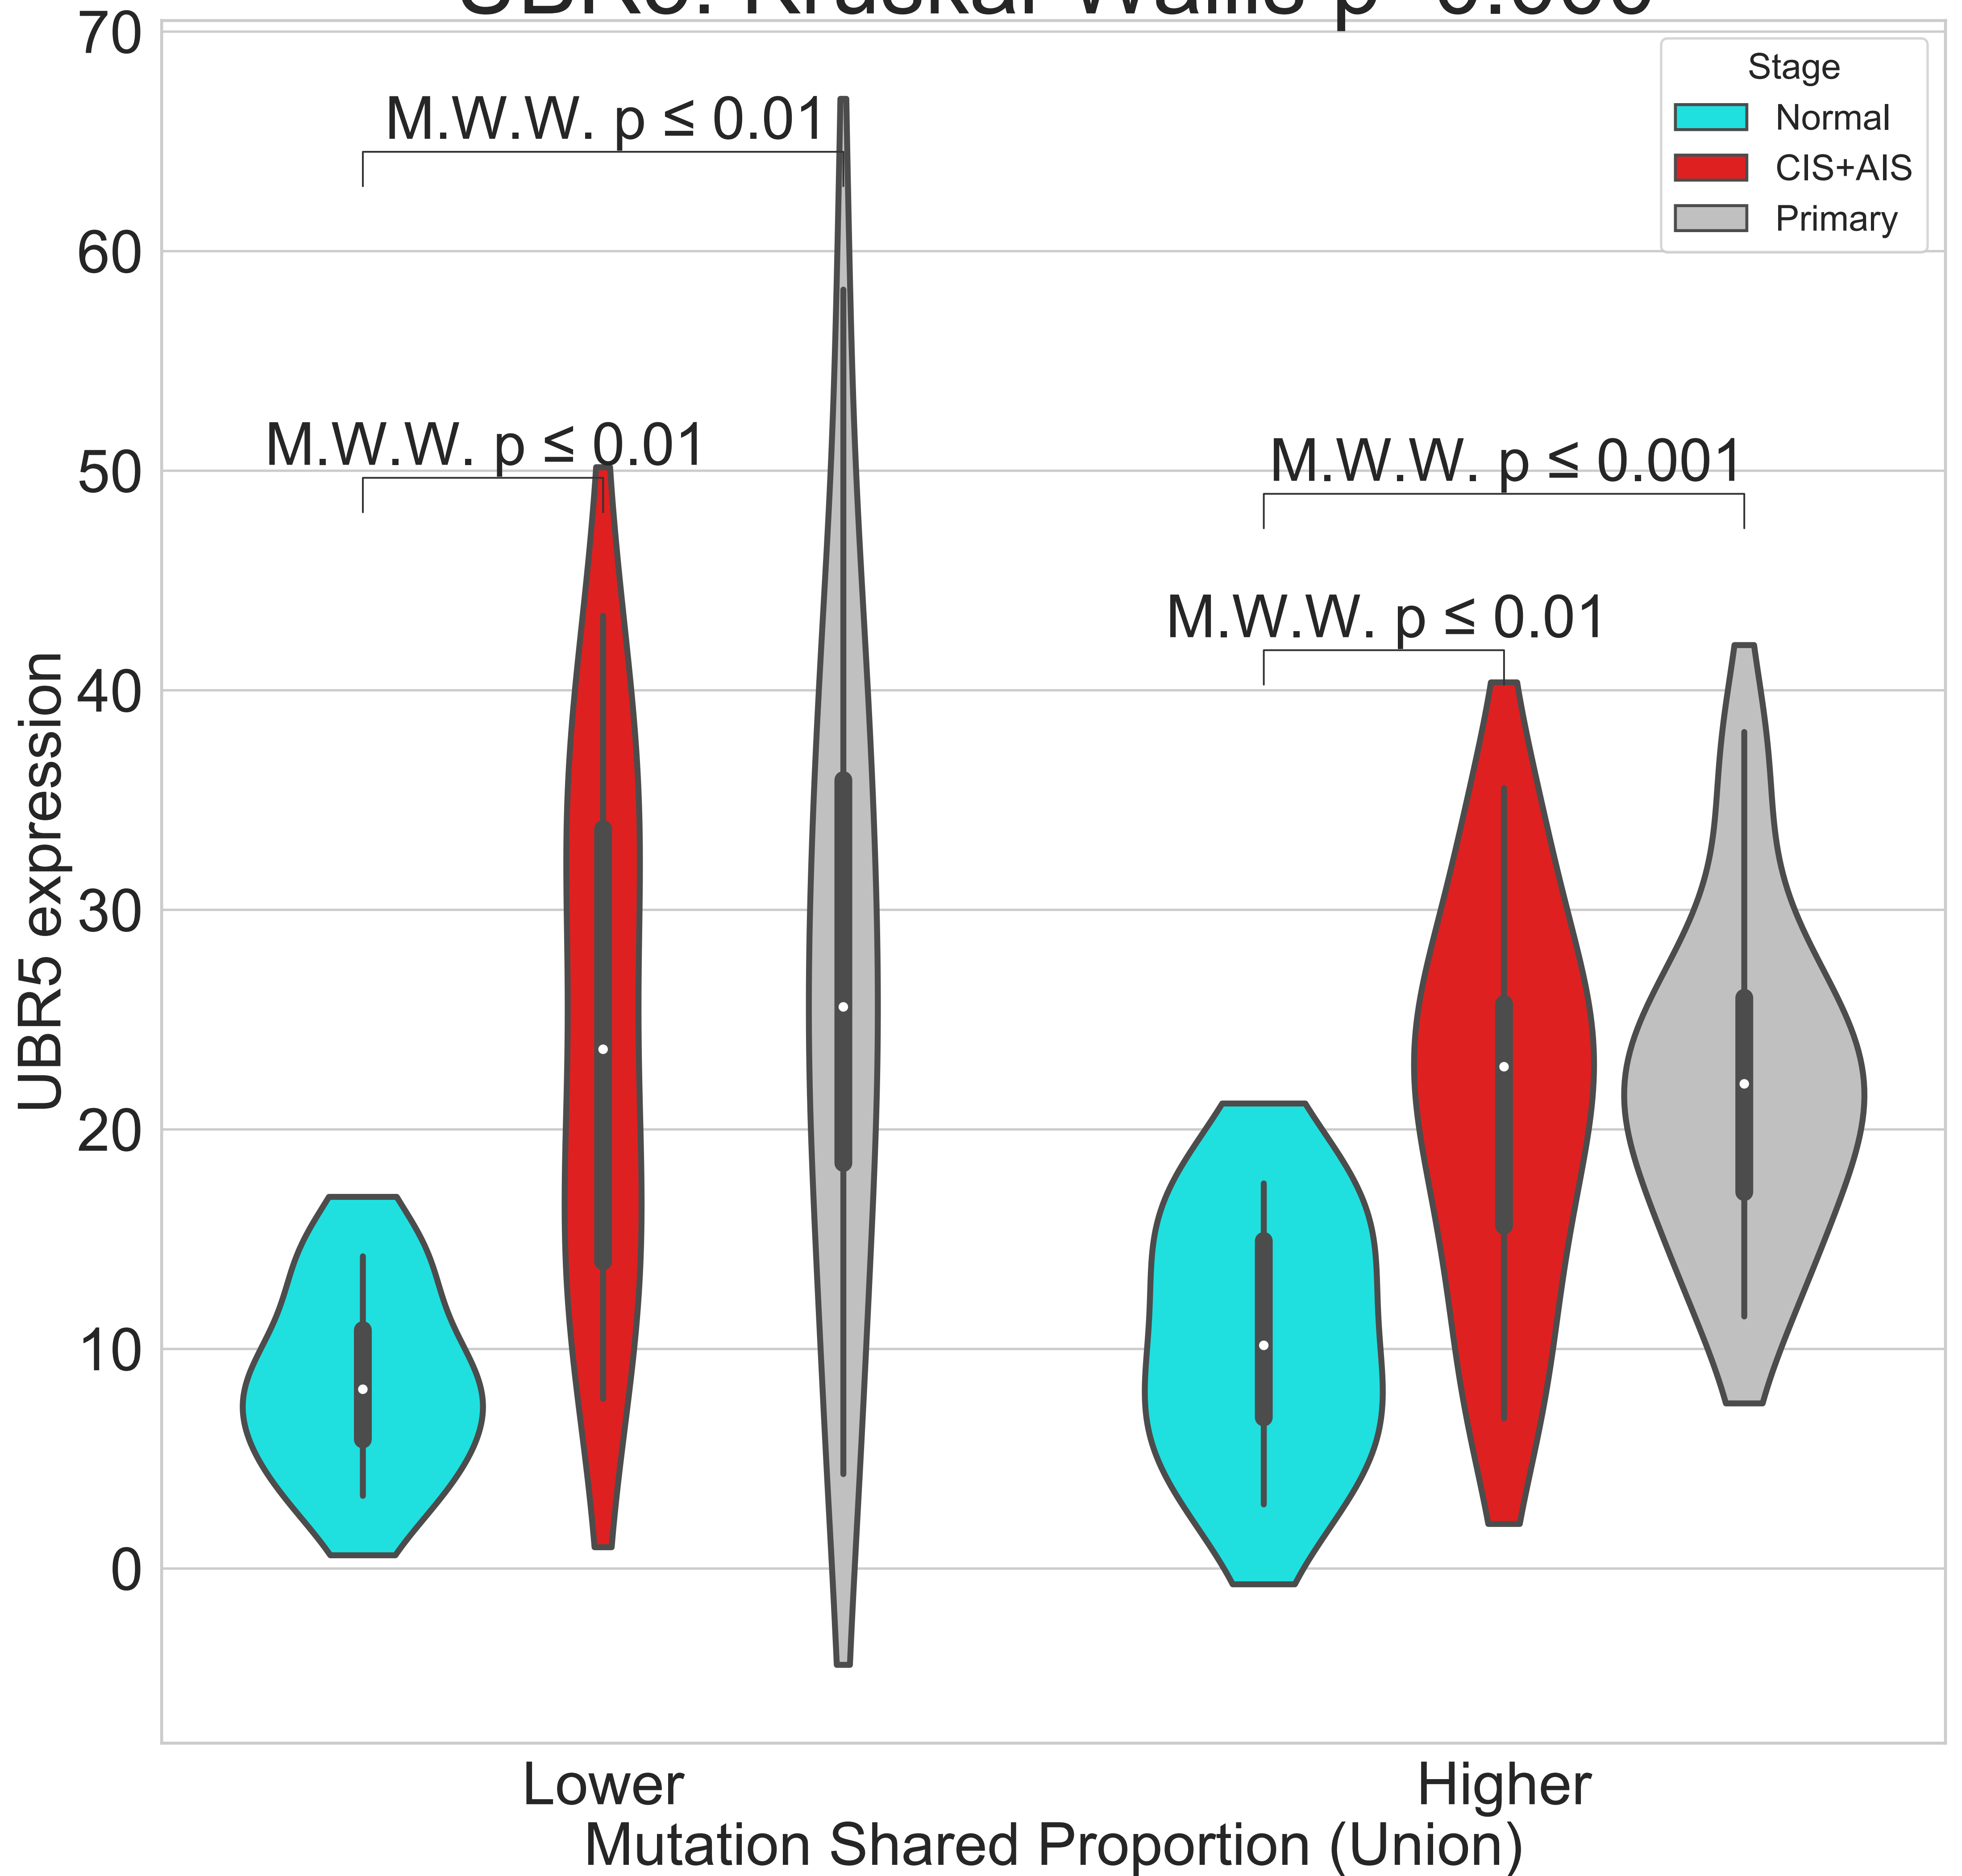 70
60
50
40
30
20
10
0
UBR5 expression
M.W.W. p ≤ 0.01
M.W.W. p ≤ 0.01
M.W.W. p ≤ 0.001
M.W.W. p ≤ 0.01
Stage
Normal
CIS+AIS
Primary
Lower
Higher
Mutation Shared Proportion (Union)